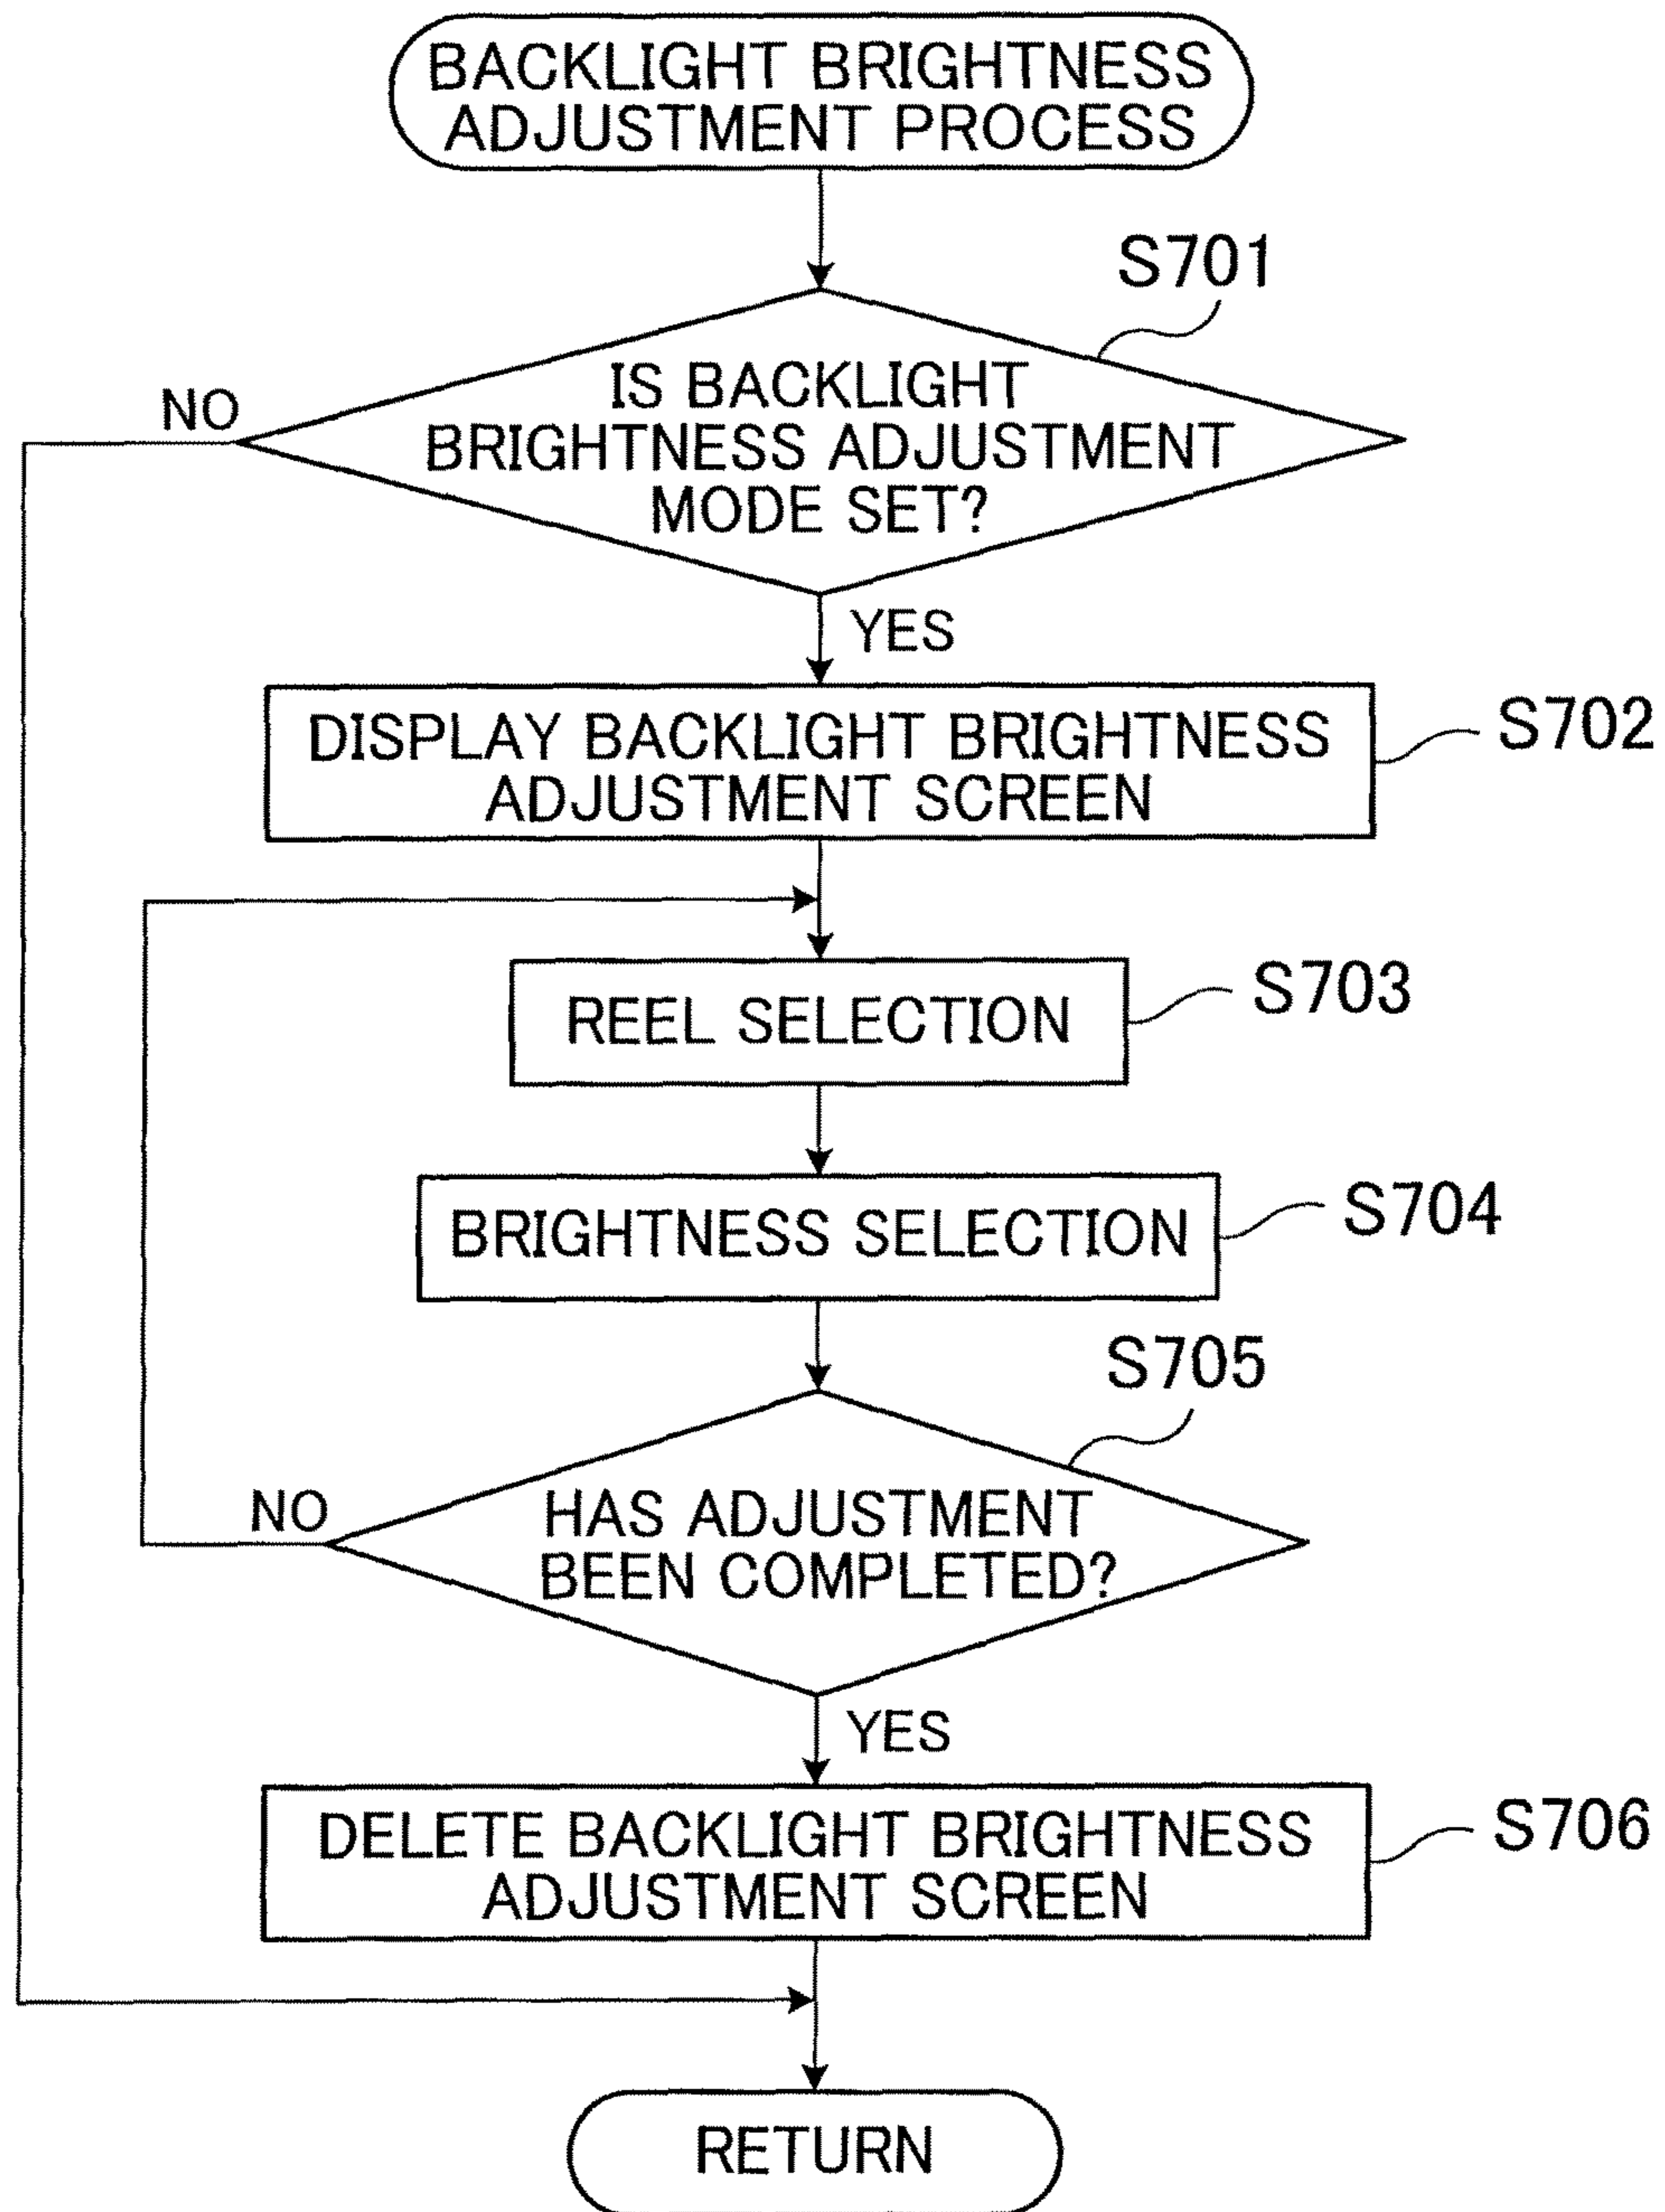 BACKLIGHT BRIGHTNESS
ADJUSTMENT PROCESS
S701
IS BACKLIGHT
BRIGHTNESS ADJUSTMENT
MODE SET?
NO
YES
DISPLAY BACKLIGHT BRIGHTNESS
ADJUSTMENT SCREEN
S702
REEL SELECTION
S703
BRIGHTNESS SELECTION
S704
S705
HAS ADJUSTMENT
BEEN COMPLETED?
NO
YES
DELETE BACKLIGHT BRIGHTNESS
ADJUSTMENT SCREEN
S706
RETURN